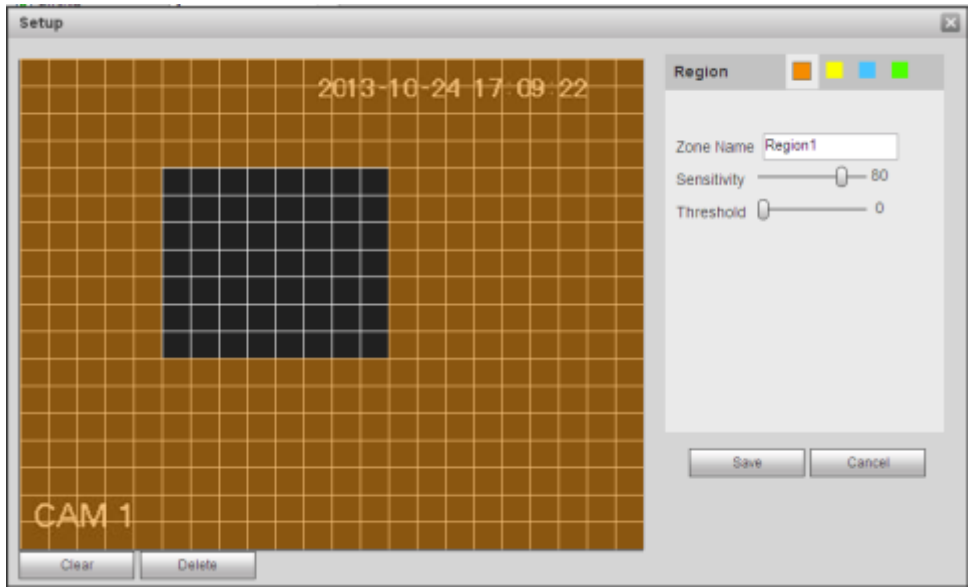 Setup
2013-10-24 17:09:22
CAM 1
Clear
Delete
Region
Zone Name Region1
Sensitivity 80
Threshold 0
Save
Cancel